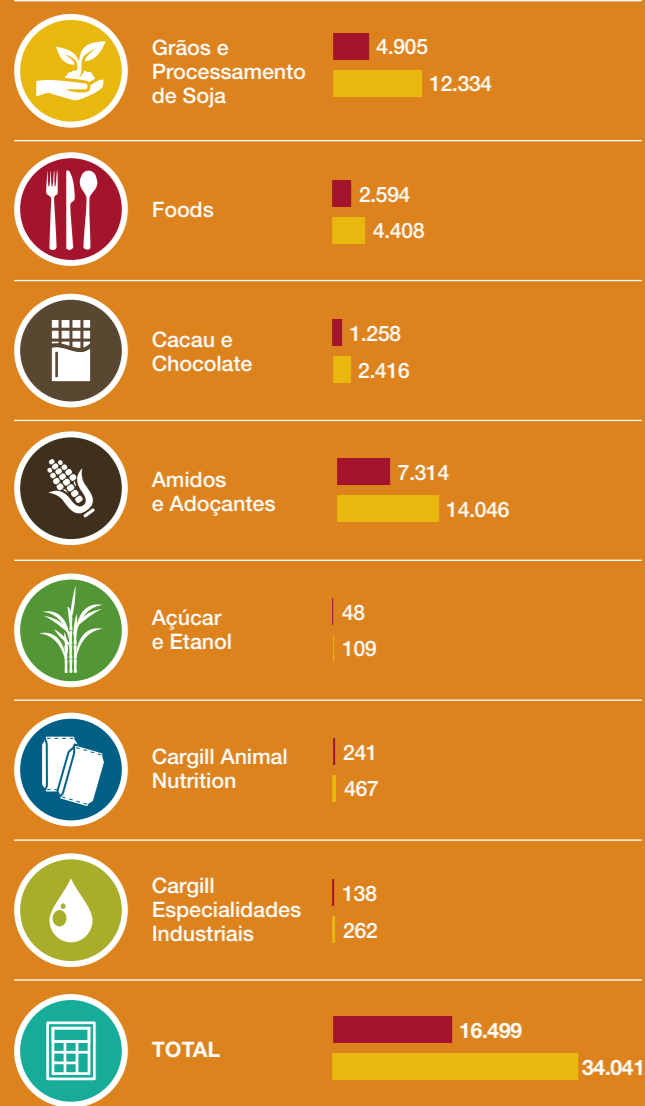 Grãos e
Processamento
de Soja
4.905
12.334
Foods
2.594
4.408
Cacau e
Chocolate
1.258
2.416
Amidos
e Adoçantes
7.314
14.046
Açúcar
e Etanol
48
109
Cargill Animal
Nutrition
241
467
Cargill
Especialidades
Industriais
138
262
TOTAL
16.499
34.041